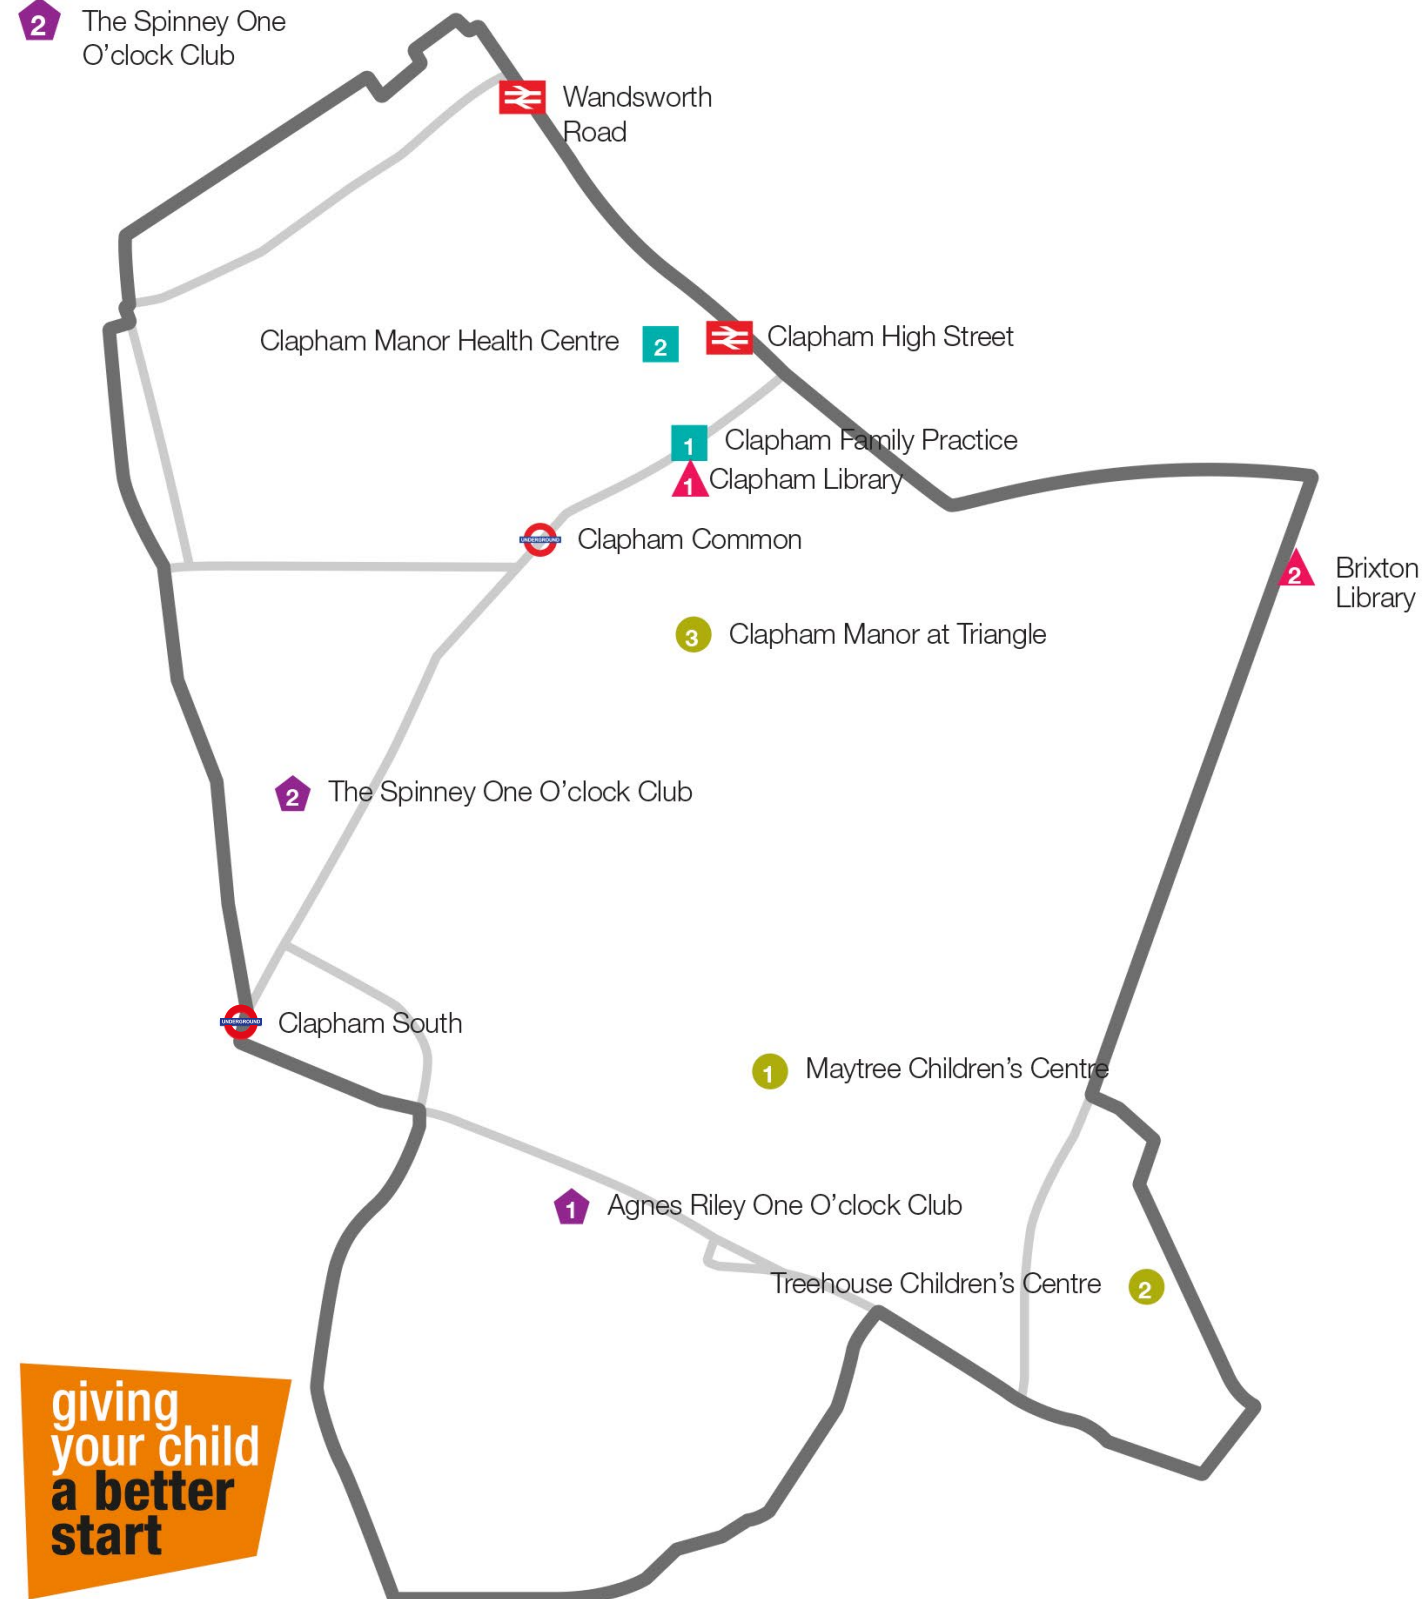 2 The Spinney One
O’clock Club
Wandsworth
Road
Clapham Manor Health Centre 2 Clapham High Street
1 Clapham Family Practice
1 Clapham Library
UNDERGROUND Clapham Common
2 Brixton
Library
3 Clapham Manor at Triangle
2 The Spinney One O’clock Club
UNDERGROUND Clapham South
1 Maytree Children’s Centre
1 Agnes Riley One O’clock Club
Treehouse Children’s Centre 2
giving
your child
a better
start